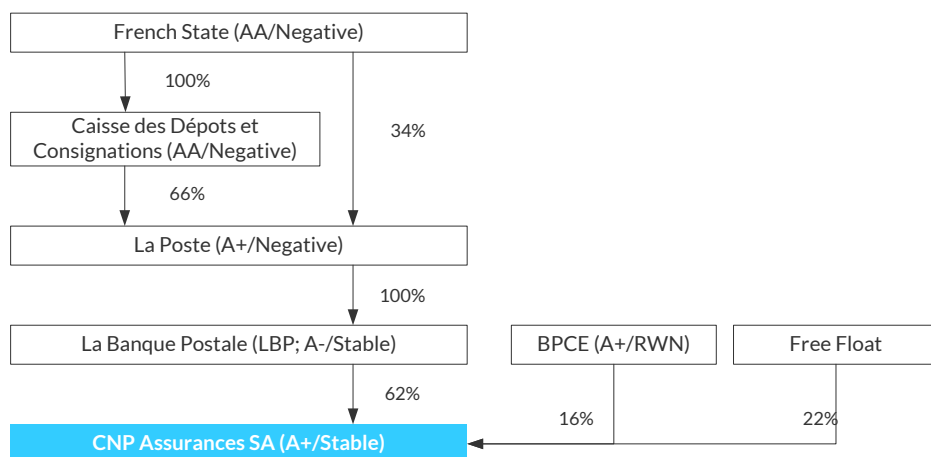 French State (AA/Negative)
100%
34%
Caisse des Dépots et
Consignations (AA/Negative)
66%
La Poste (A+/Negative)
100%
La Banque Postale (LBP; A-/Stable)
BPCE (A+/RWN)
Free Float
62%
16%
22%
CNP Assurances SA (A+/Stable)